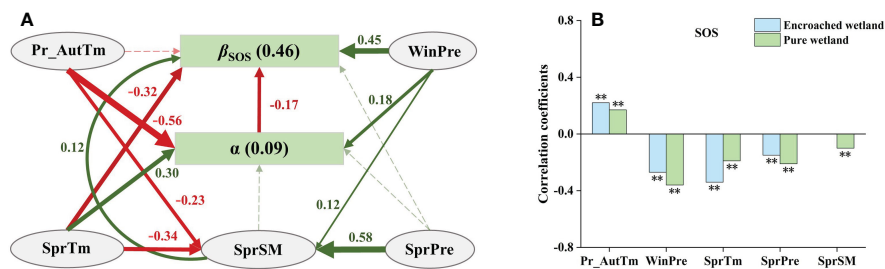 A
Pr_AutTm
β_SOS (0.46)
0.45
WinPre
-0.32
-0.17
0.18
-0.56
0.12
α (0.09)
0.30
-0.23
0.12
-0.34
0.58
SprTm
SprSM
SprPre
B
SOS
Encroached wetland
Pure wetland
Correlation coefficients
0.8
0.4
0.0
-0.4
-0.8
** **
** **
** **
** **
**
Pr_AutTm WinPre SprTm SprPre SprSM